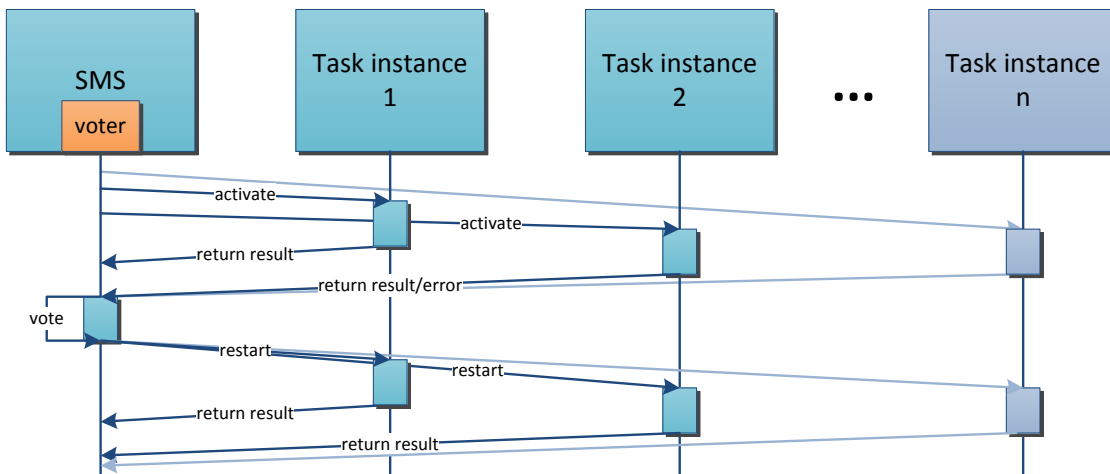 SMS
voter
Task instance
1
Task instance
2
...
Task instance
n
activate
activate
return result
return result/error
vote
restart
restart
return result
return result